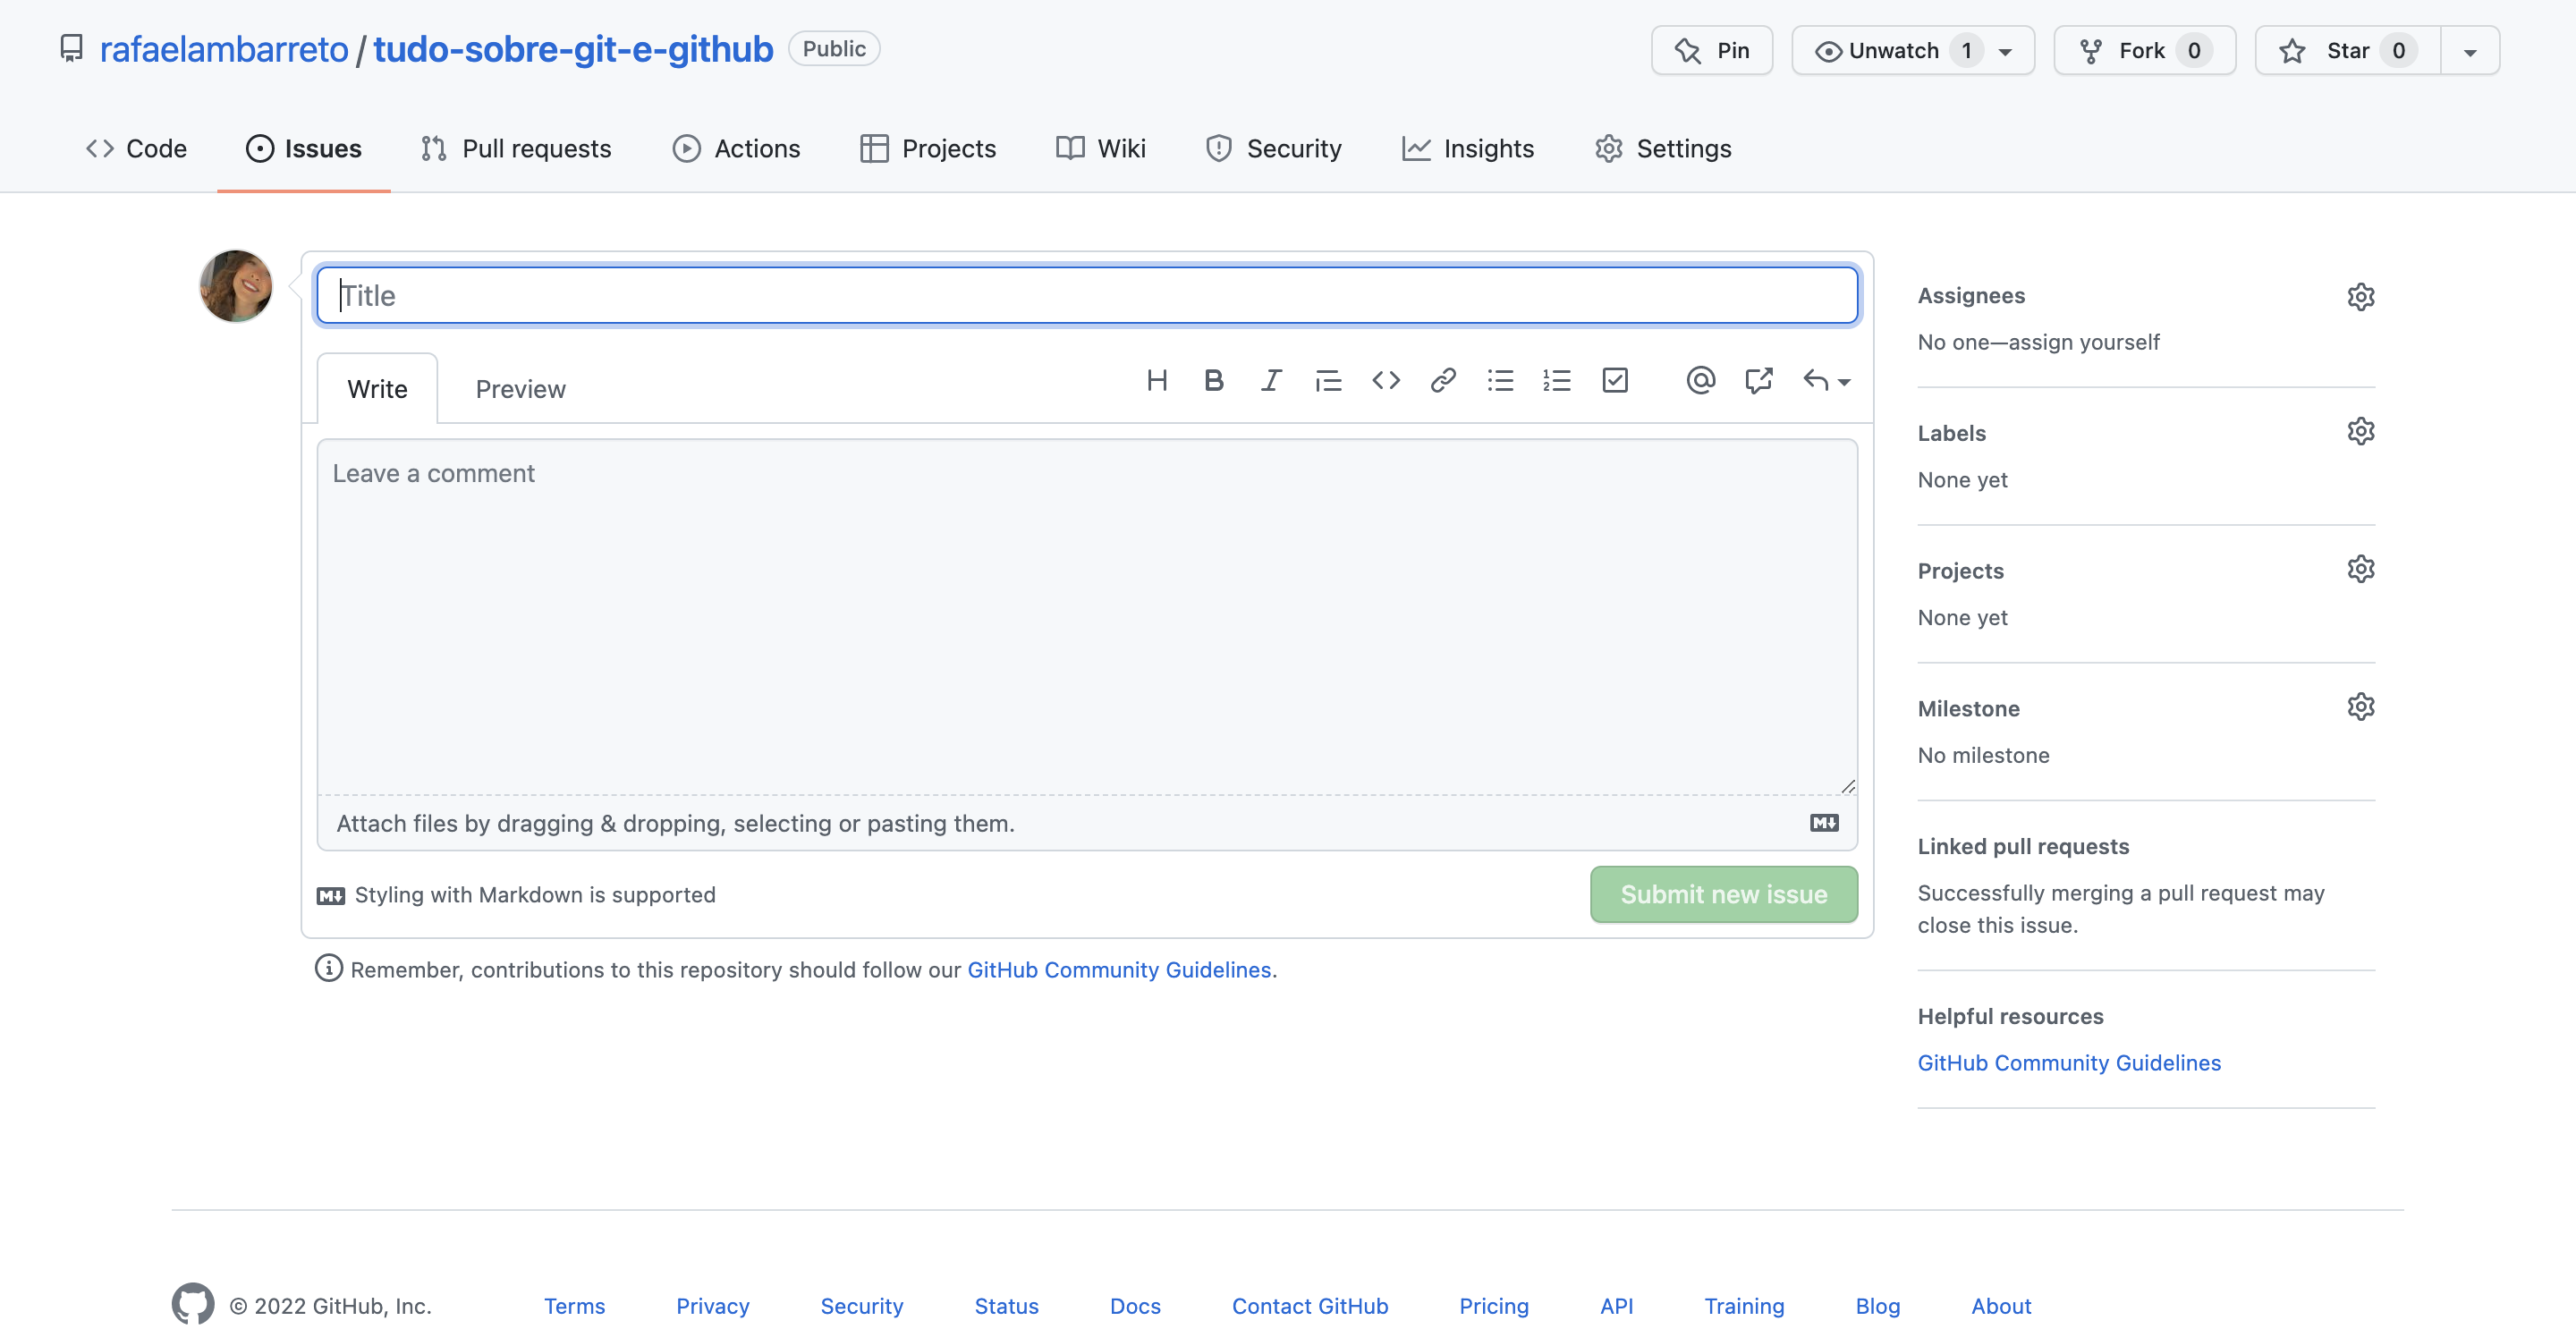 rafaelambarreto / tudo-sobre-git-e-github Public
Pin Unwatch 1 Fork 0 Star 0
Code Issues Pull requests Actions Projects Wiki Security Insights Settings
Title
Write Preview
Leave a comment
Attach files by dragging & dropping, selecting or pasting them.
Styling with Markdown is supported
Submit new issue
Remember, contributions to this repository should follow our GitHub Community Guidelines.
Assignees
No one—assign yourself
Labels
None yet
Projects
None yet
Milestone
No milestone
Linked pull requests
Successfully merging a pull request may
close this issue.
Helpful resources
GitHub Community Guidelines
© 2022 GitHub, Inc. Terms Privacy Security Status Docs Contact GitHub Pricing API Training Blog About